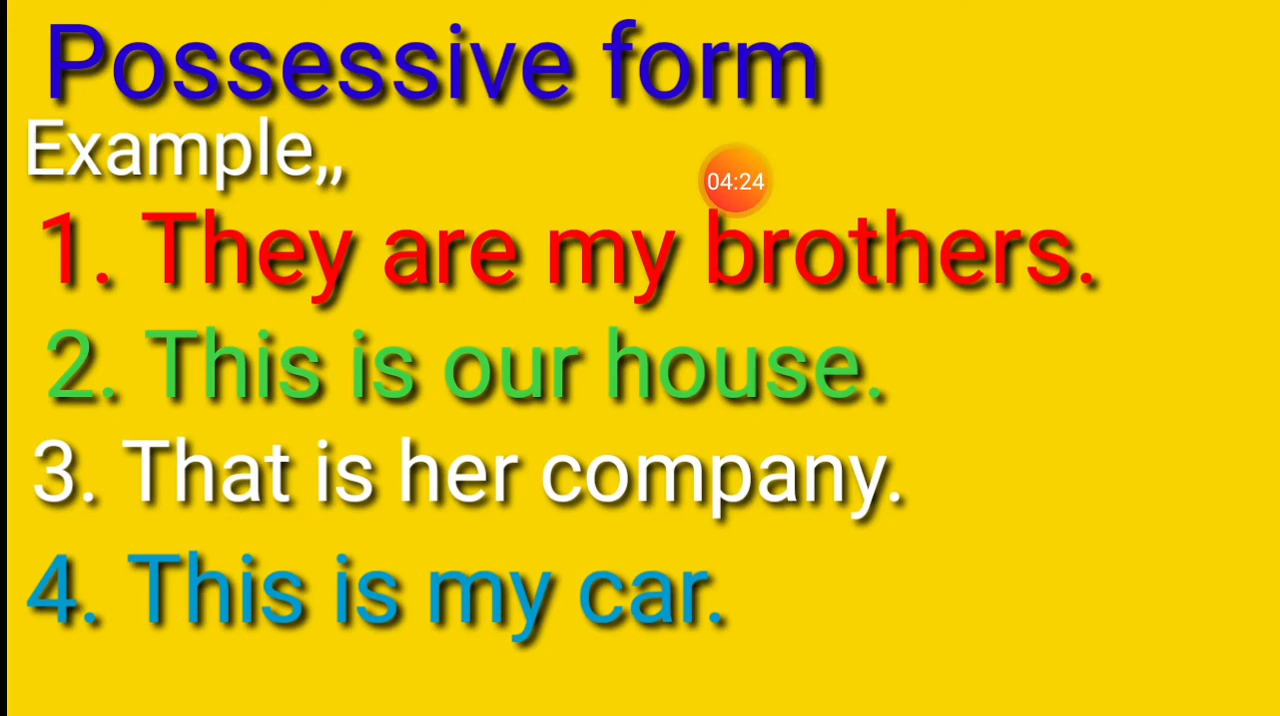 Possessive form
Example,,
04:24
1. They are my brothers.
2. This is our house.
3. That is her company.
4. This is my car.